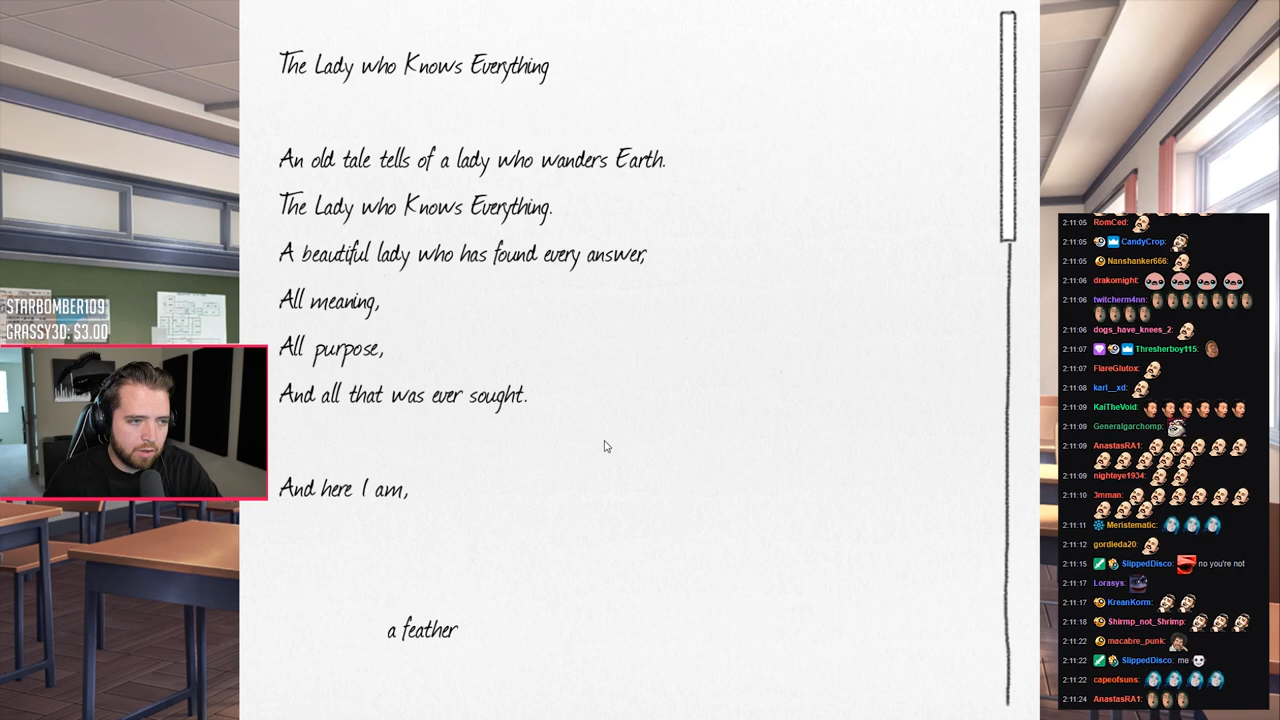 The Lady who Knows Everything
An old tale tells of a lady who wanders Earth.
The Lady who Knows Everything.
A beautiful lady who has found every answer,
All meaning,
All purpose,
And all that was ever sought.
And here I am,
a feather
STARBOMBER109
GRASSY3D: $3.00
2:11:05 RomCed:
2:11:05 CandyCrop:
2:11:05 Nanshanker666:
2:11:06 drakomight:
2:11:06 twitcherm4nn:
2:11:06 dogs_have_knees_2:
2:11:07 Thresherboy115:
2:11:07 FlareGlutox:
2:11:08 karl__xd:
2:11:09 KaiTheVoid:
2:11:09 Generalgarchomp:
2:11:09 AnastasRA1:
2:11:09 nighteye1934:
2:11:10 3mman:
2:11:11 Meristematic:
2:11:12 gordieda20:
2:11:15 SlippedDisco: no you're not
2:11:17 Lorasys:
2:11:17 KreanKorm:
2:11:18 Shirmp_not_Shrimp:
2:11:22 macabre_punk:
2:11:22 SlippedDisco: me
2:11:22 capeofsuns:
2:11:24 AnastasRA1: